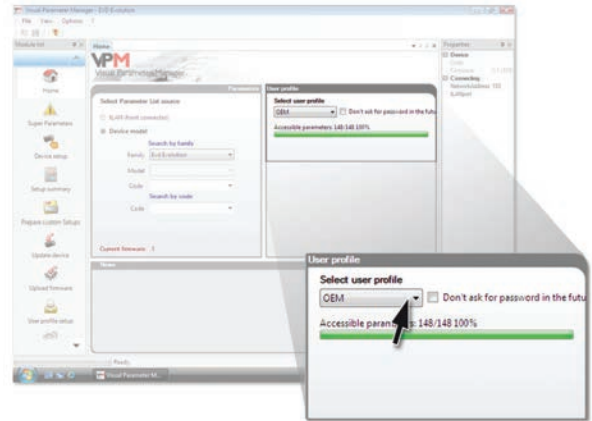 Visual Parameter Manager - EVD Evolution
File View Options ?
Module list
Home
Properties
VPM
Visual Parameter Manager
Device
Connecting
Parameters
User profile
Select Parameter List source
Select user profile
OEM
Don't ask for password in the futu
Accessible parameters: 148/148 100%
Device model
Home
Search by family
Family
Model
Code
Search by code
Code
Super Parameters
Device setup
Setup summary
Prepare custom Setups
Update device
Upload firmware
User profile setup
Current firmware
News
Ready
Visual Parameter M...
User profile
Select user profile
OEM
Don't ask for password in the futu
Accessible parameters: 148/148 100%